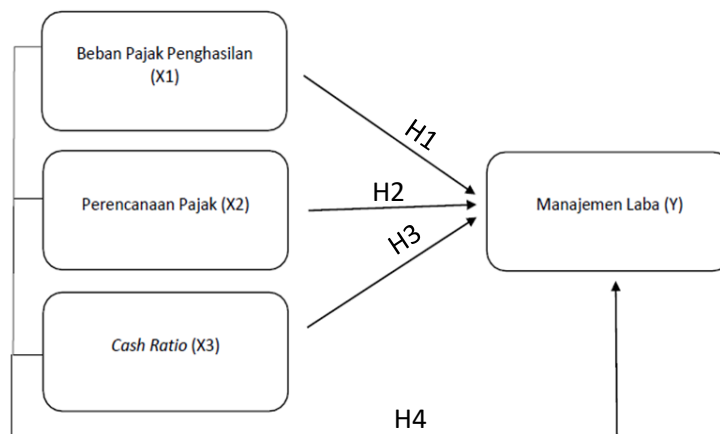 Beban Pajak Penghasilan
(X1)
H1
Perencanaan Pajak (X2)
H2
Manajemen Laba (Y)
H3
Cash Ratio (X3)
H4